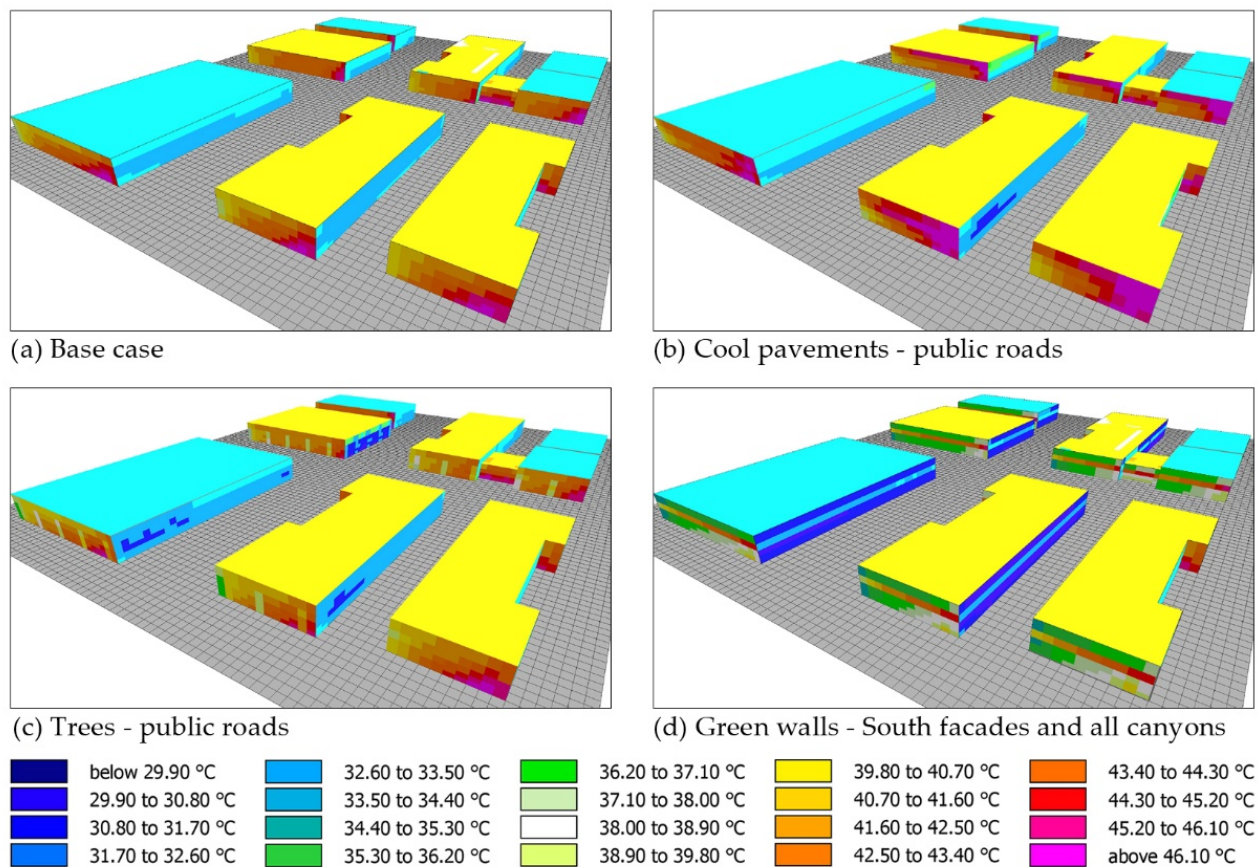 (a) Base case
(b) Cool pavements - public roads
(c) Trees - public roads
(d) Green walls - South facades and all canyons
below 29.90 °C
32.60 to 33.50 °C
36.20 to 37.10 °C
39.80 to 40.70 °C
43.40 to 44.30 °C
29.90 to 30.80 °C
33.50 to 34.40 °C
37.10 to 38.00 °C
40.70 to 41.60 °C
44.30 to 45.20 °C
30.80 to 31.70 °C
34.40 to 35.30 °C
38.00 to 38.90 °C
41.60 to 42.50 °C
45.20 to 46.10 °C
31.70 to 32.60 °C
35.30 to 36.20 °C
38.90 to 39.80 °C
42.50 to 43.40 °C
above 46.10 °C